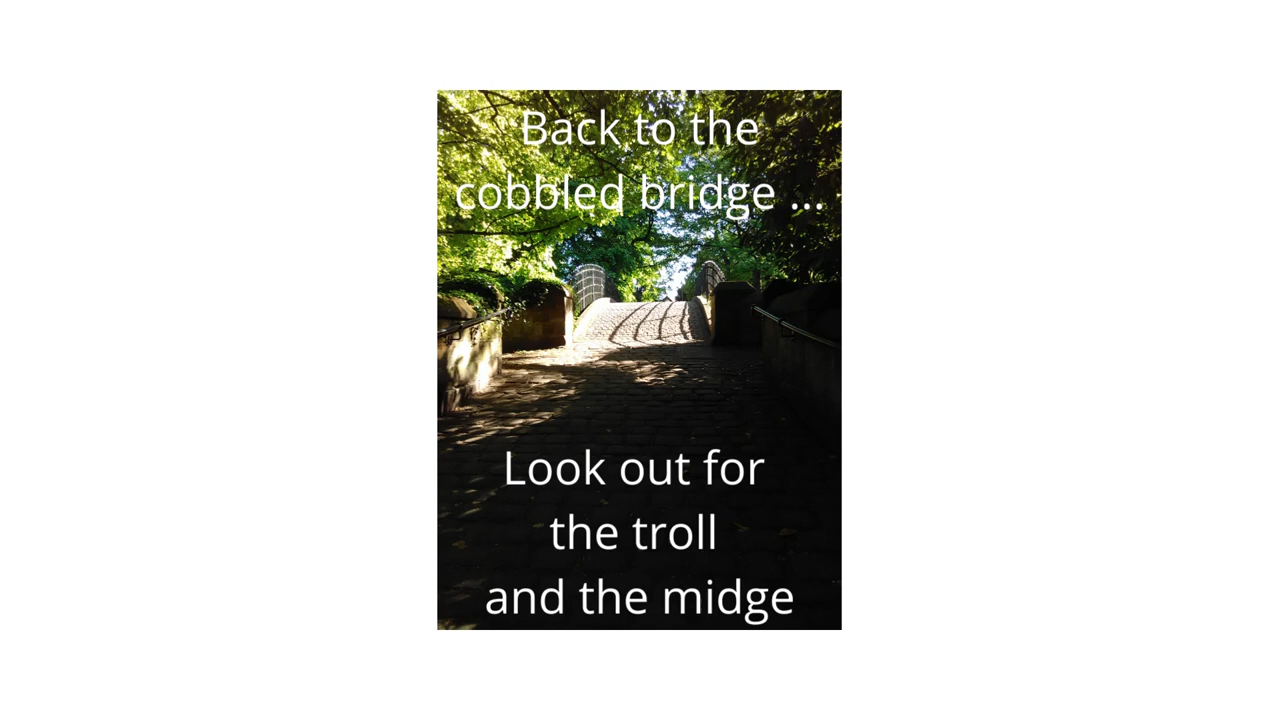 Back to the
cobbled bridge ...
Look out for
the troll
and the midge